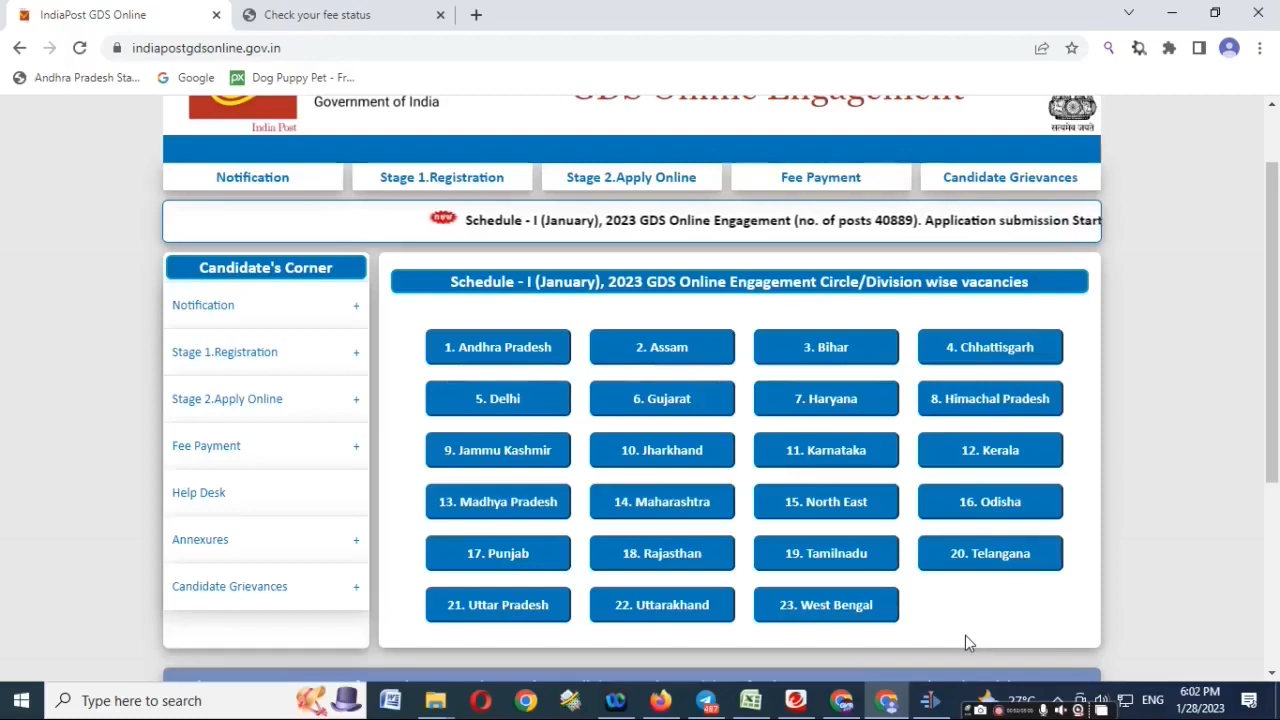 IndiaPost GDS Online
Check your fee status
indiapostgdsonline.gov.in
Andhra Pradesh Sta...
Google
Dog Puppy Pet - Fr...
Government of India
GDS Online Engagement
India Post
सत्यमेव जयते
Notification
Stage 1.Registration
Stage 2.Apply Online
Fee Payment
Candidate Grievances
new
Schedule - I (January), 2023 GDS Online Engagement (no. of posts 40889). Application submission Start
Candidate's Corner
Notification +
Stage 1.Registration +
Stage 2.Apply Online +
Fee Payment +
Help Desk
Annexures +
Candidate Grievances +
Schedule - I (January), 2023 GDS Online Engagement Circle/Division wise vacancies
1. Andhra Pradesh
2. Assam
3. Bihar
4. Chhattisgarh
5. Delhi
6. Gujarat
7. Haryana
8. Himachal Pradesh
9. Jammu Kashmir
10. Jharkhand
11. Karnataka
12. Kerala
13. Madhya Pradesh
14. Maharashtra
15. North East
16. Odisha
17. Punjab
18. Rajasthan
19. Tamilnadu
20. Telangana
21. Uttar Pradesh
22. Uttarakhand
23. West Bengal
Type here to search
487
ENG
6:02 PM
1/28/2023